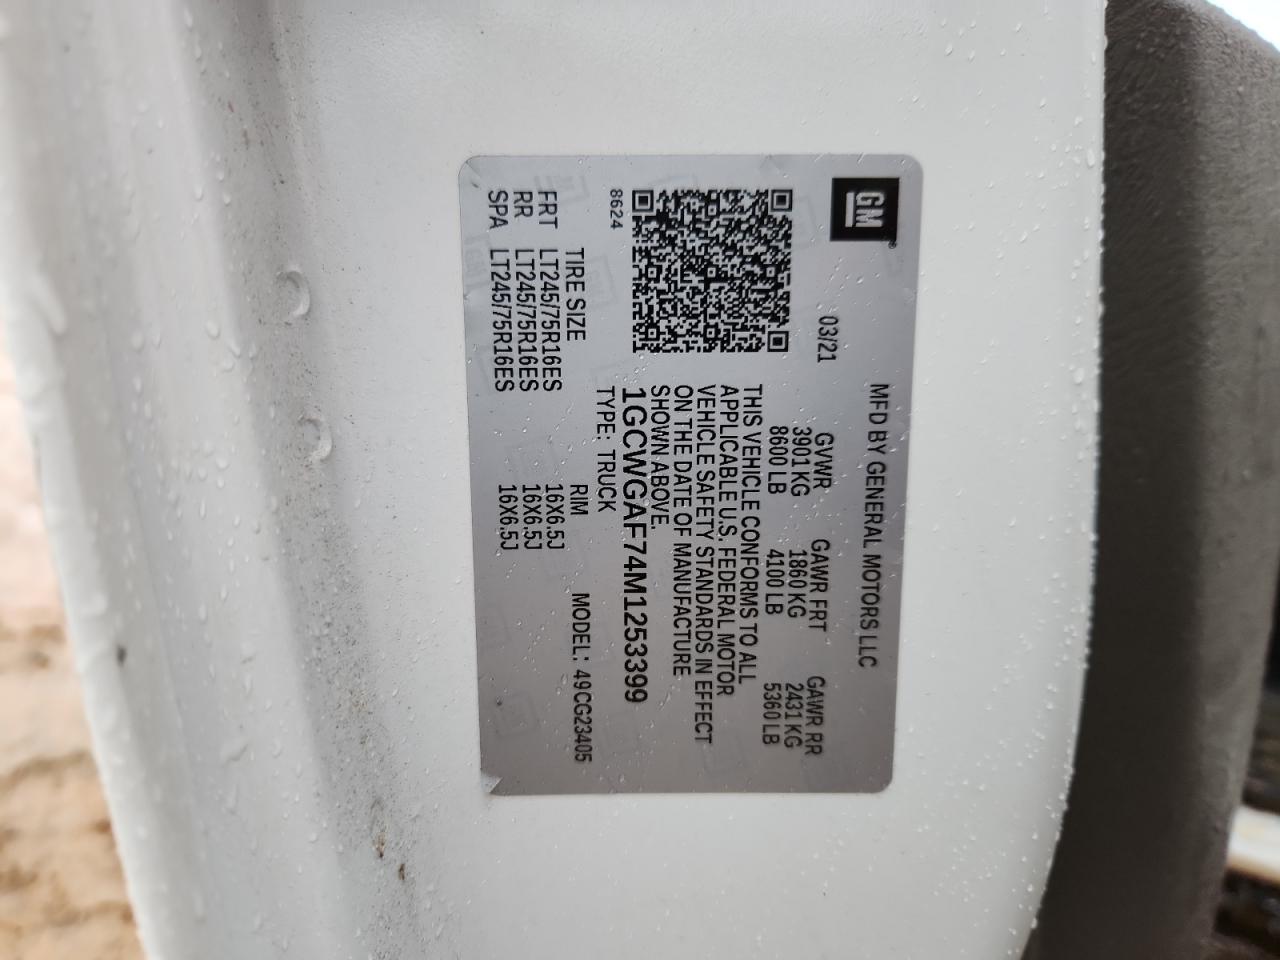 GM
MFD BY GENERAL MOTORS LLC
03/21
GVWR GAWR FRT GAWR RR
3901 KG 1860 KG 2431 KG
8600 LB 4100 LB 5360 LB
THIS VEHICLE CONFORMS TO ALL
APPLICABLE U.S. FEDERAL MOTOR
VEHICLE SAFETY STANDARDS IN EFFECT
ON THE DATE OF MANUFACTURE
SHOWN ABOVE.
8624
1GCWGAF74M1253399
TYPE: TRUCK
MODEL: 49CG23405
TIRE SIZE RIM
FRT LT245/75R16ES 16X6.5J
RR LT245/75R16ES 16X6.5J
SPA LT245/75R16ES 16X6.5J